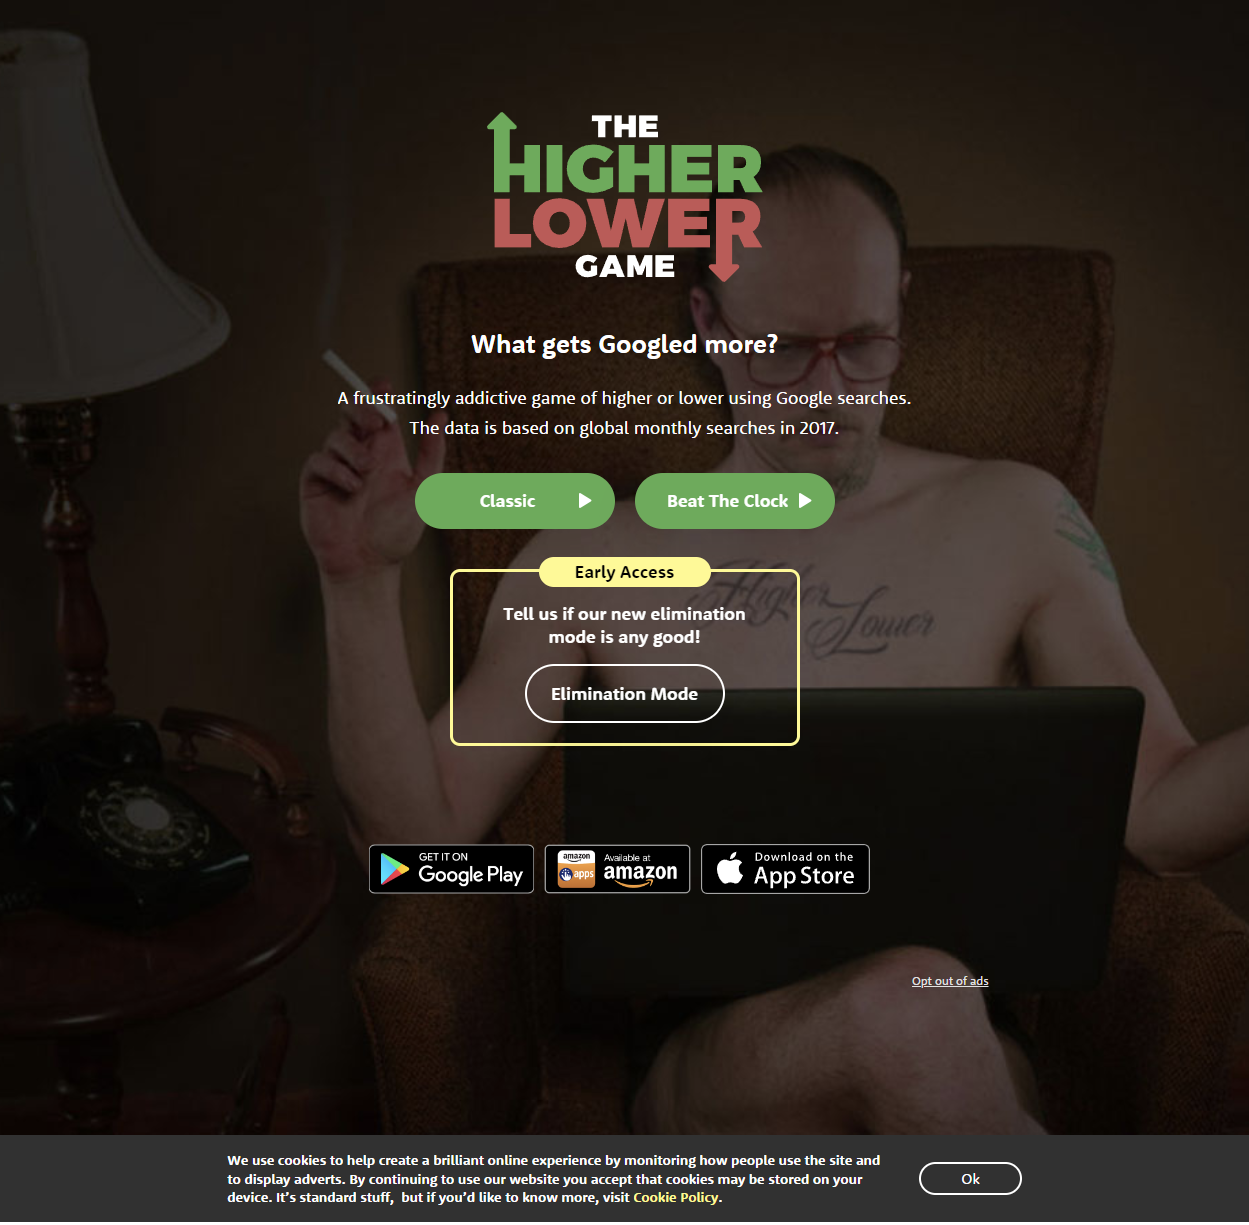 THE
HIGHER
LOWER
GAME
What gets Googled more?
A frustratingly addictive game of higher or lower using Google searches.
The data is based on global monthly searches in 2017.
Classic
Beat The Clock
Early Access
Tell us if our new elimination
mode is any good!
Higher
Lower
Elimination Mode
GET IT ON
Google Play
amazon
apps
Available at
amazon
Download on the
App Store
Opt out of ads
We use cookies to help create a brilliant online experience by monitoring how people use the site and
to display adverts. By continuing to use our website you accept that cookies may be stored on your
device. It's standard stuff, but if you'd like to know more, visit Cookie Policy.
Ok